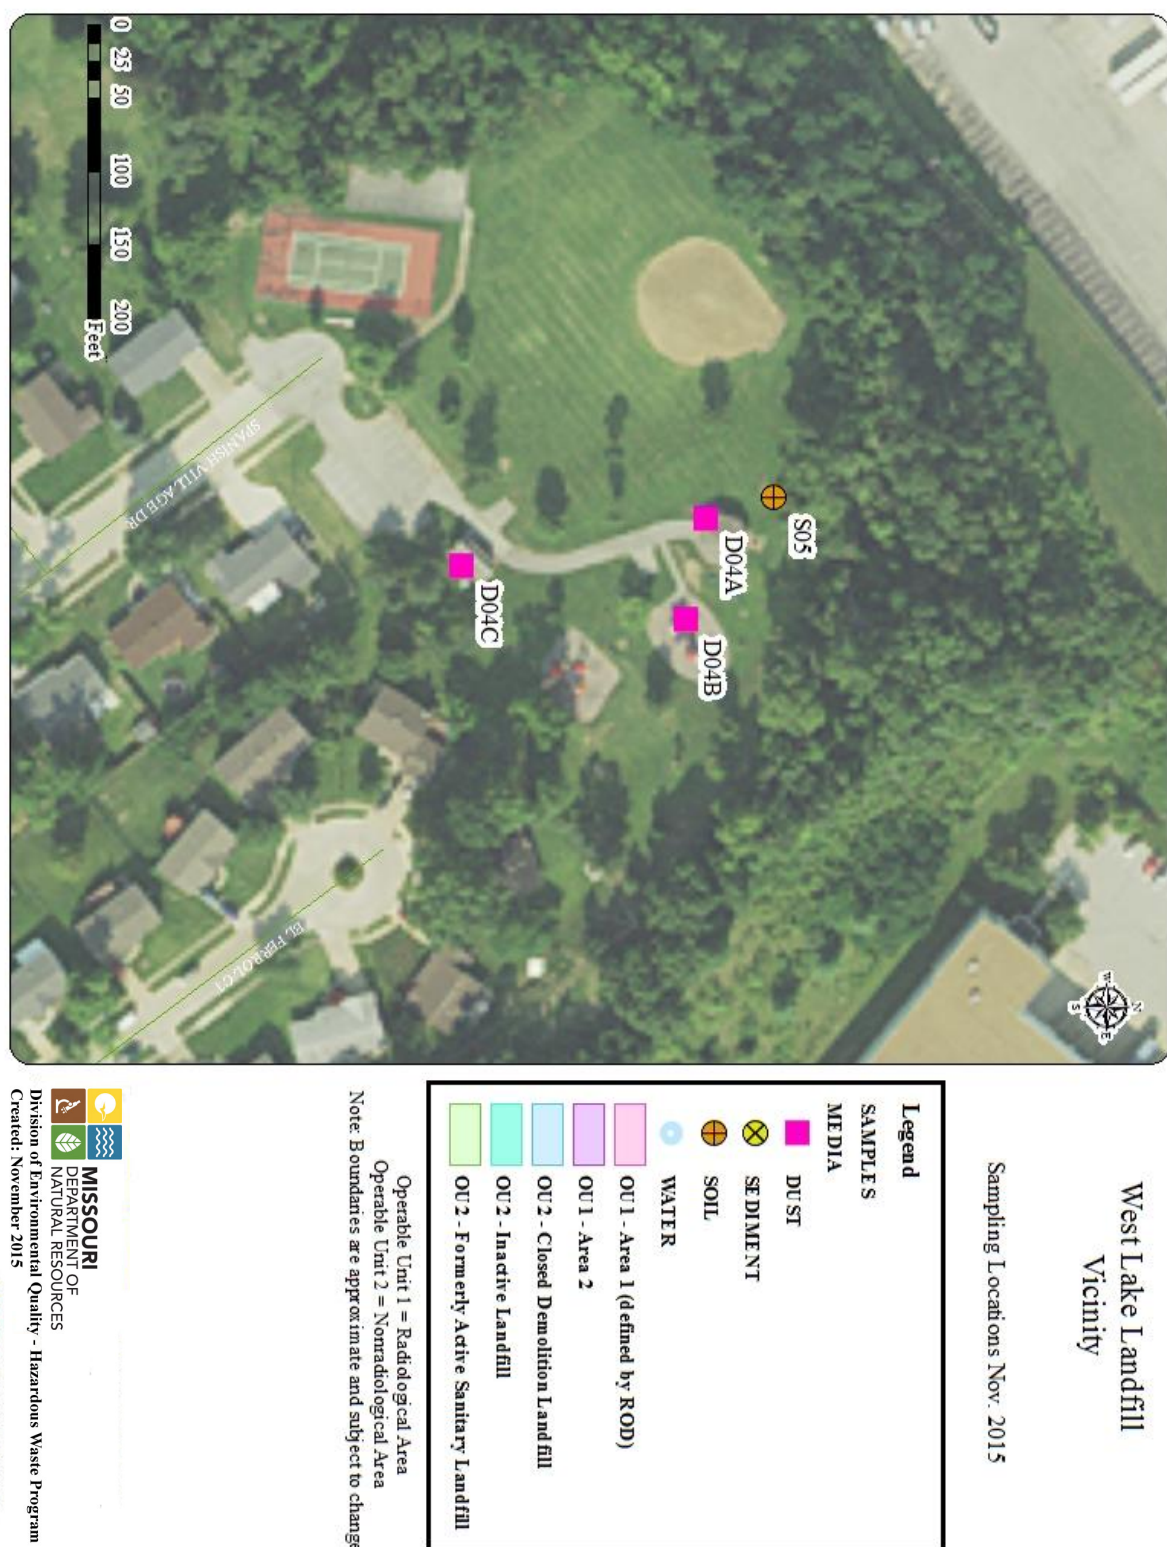 West Lake Landfill
Vicinity
Sampling Locations Nov. 2015
Legend
SAMPLES
MEDIA
DUST
SEDIMENT
SOIL
WATER
OU1 - Area 1 (defined by ROD)
OU1 - Area 2
OU2 - Closed Demolition Landfill
OU2 - Inactive Landfill
OU2 - Formerly Active Sanitary Landfill
Operable Unit 1 = Radiological Area
Operable Unit 2 = Nonradiological Area
Note: Boundaries are approximate and subject to change
MISSOURI
DEPARTMENT OF
NATURAL RESOURCES
Division of Environmental Quality - Hazardous Waste Program
Created: November 2015
N
W
E
S
S05
D04A
D04B
D04C
SPANISH VILLAGE DR
EL FERROL CT
0 25 50 100 150 200
Feet